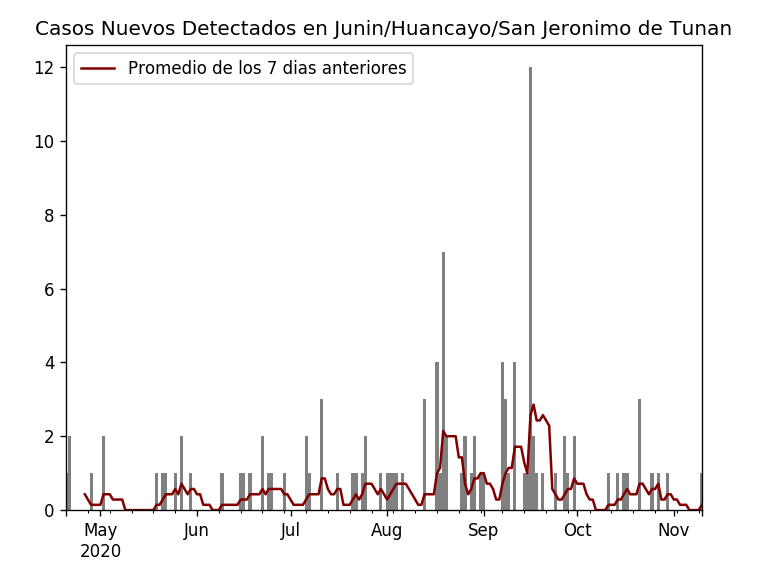 Casos Nuevos Detectados en Junin/Huancayo/San Jeronimo de Tunan
Promedio de los 7 dias anteriores
12
10
8
6
4
2
0
May Jun Jul Aug Sep Oct Nov
2020